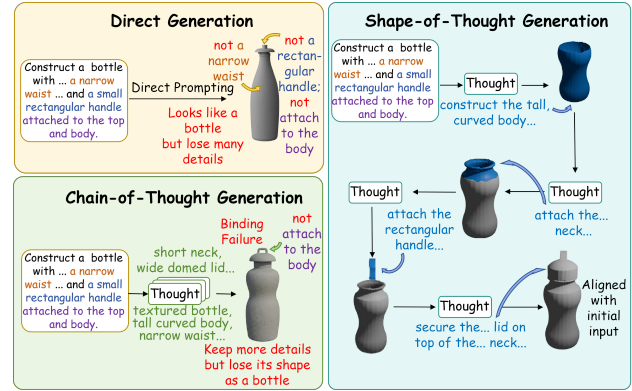 Direct Generation
Construct a bottle
with ... a narrow
waist ... and a small
rectangular handle
attached to the top
and body.
Direct Prompting
not a
narrow
waist
not a
rectan-
gular
handle;
not
attach
to the
body
Looks like a
bottle
but lose many
details
Chain-of-Thought Generation
Construct a bottle
with ... a narrow
waist ... and a small
rectangular handle
attached to the top
and body.
short neck,
wide domed lid...
Thought
textured bottle,
tall curved body,
narrow waist...
Binding
Failure
not
attach
to the
body
Keep more details
but lose its shape
as a bottle
Shape-of-Thought Generation
Construct a bottle
with ... a narrow
waist ... and a small
rectangular handle
attached to the top
and body.
Thought
construct the tall,
curved body...
Thought
attach the...
neck...
Thought
attach the
rectangular
handle...
Thought
secure the... lid on
top of the... neck...
Aligned
with
initial
input